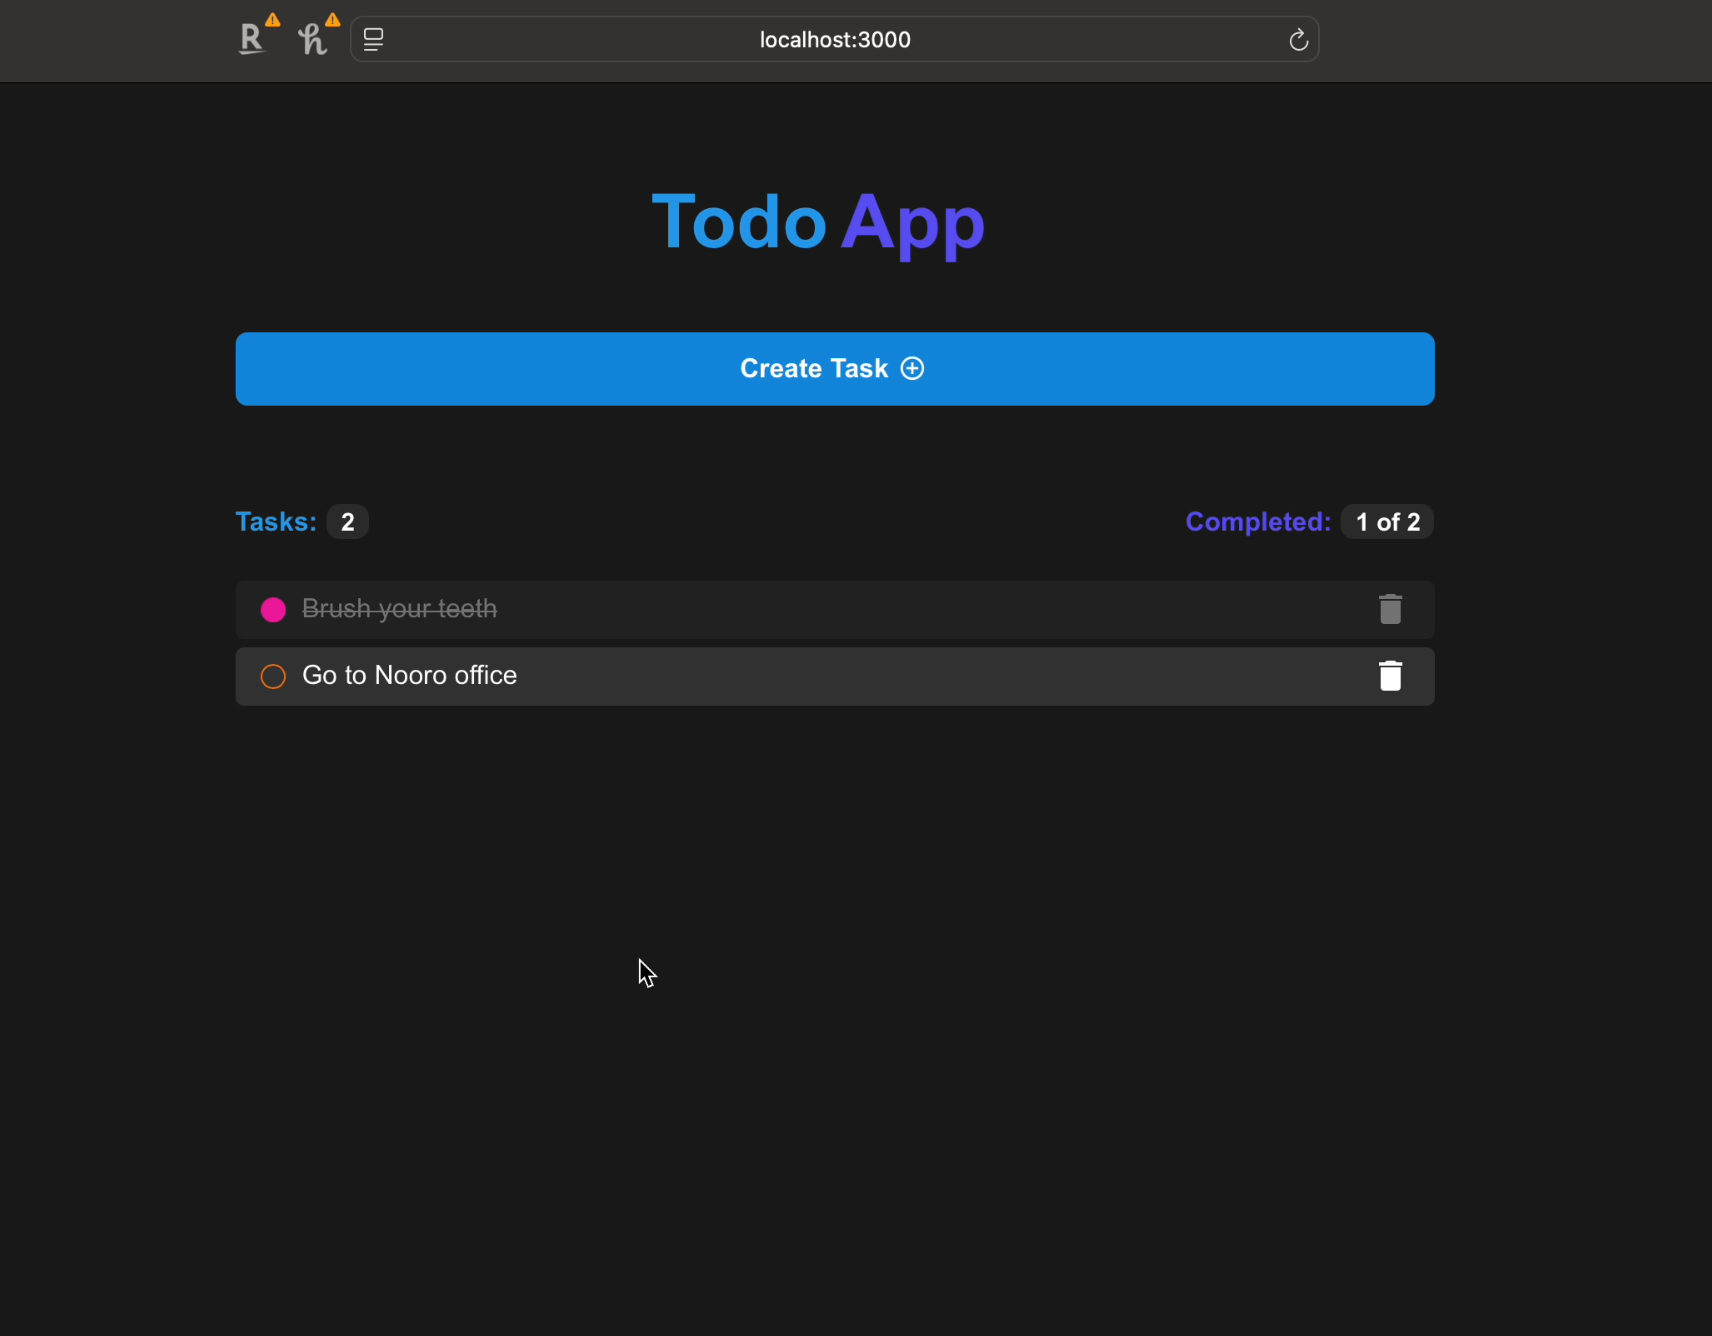 localhost:3000
Todo App
Create Task
Tasks: 2
Completed: 1 of 2
Brush your teeth
Go to Nooro office